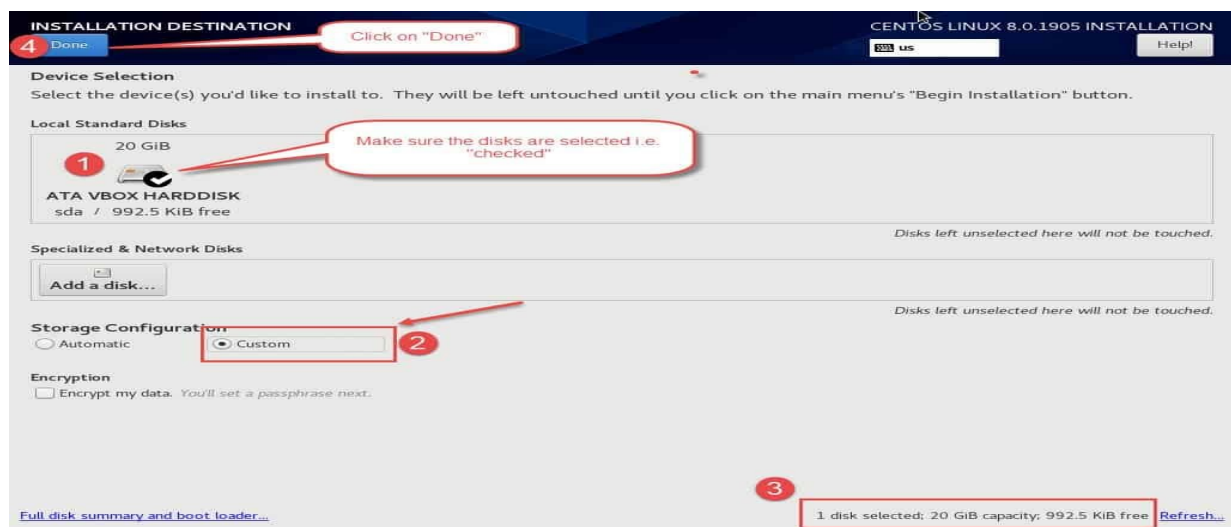 INSTALLATION DESTINATION
CENTOS LINUX 8.0.1905 INSTALLATION
4
Done
Click on "Done"
us
Help!
Device Selection
Select the device(s) you'd like to install to. They will be left untouched until you click on the main menu's "Begin Installation" button.
Local Standard Disks
20 GiB
1
Make sure the disks are selected i.e.
"checked"
ATA VBOX HARDDISK
sda / 992.5 KiB free
Disks left unselected here will not be touched.
Specialized & Network Disks
Add a disk...
Disks left unselected here will not be touched.
Storage Configuration
Automatic
Custom
2
Encryption
Encrypt my data. You'll set a passphrase next.
3
Full disk summary and boot loader...
1 disk selected; 20 GiB capacity; 992.5 KiB free
Refresh...